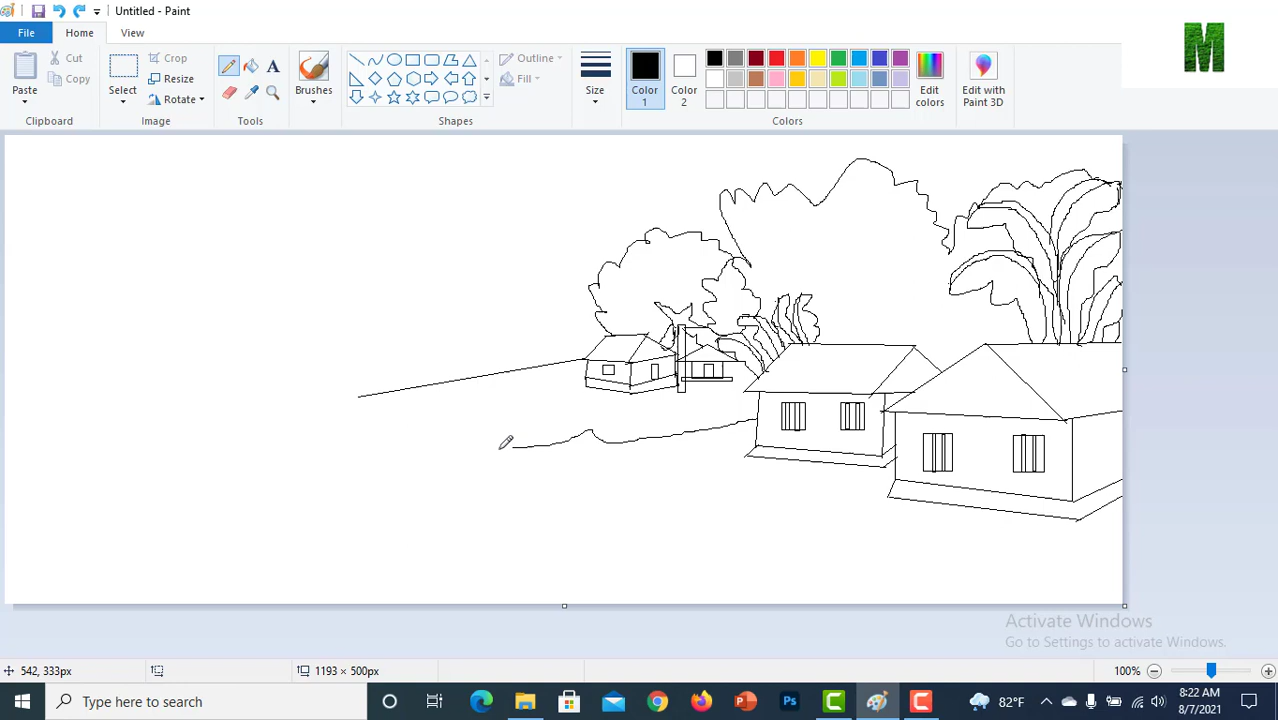 Untitled - Paint
File
Home
View
Paste
Cut
Copy
Clipboard
Select
Crop
Resize
Rotate
Image
A
Tools
Brushes
Outline
Fill
Shapes
Size
Color 1
Color 2
Edit colors
Colors
Edit with Paint 3D
M
Activate Windows
Go to Settings to activate Windows.
542, 333px
1193 × 500px
100%
Type here to search
P
Ps
C
C
82°F
8:22 AM
8/7/2021